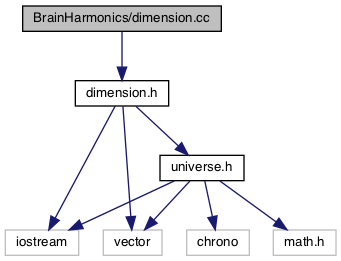 BrainHarmonics/dimension.cc
dimension.h
universe.h
iostream
vector
chrono
math.h